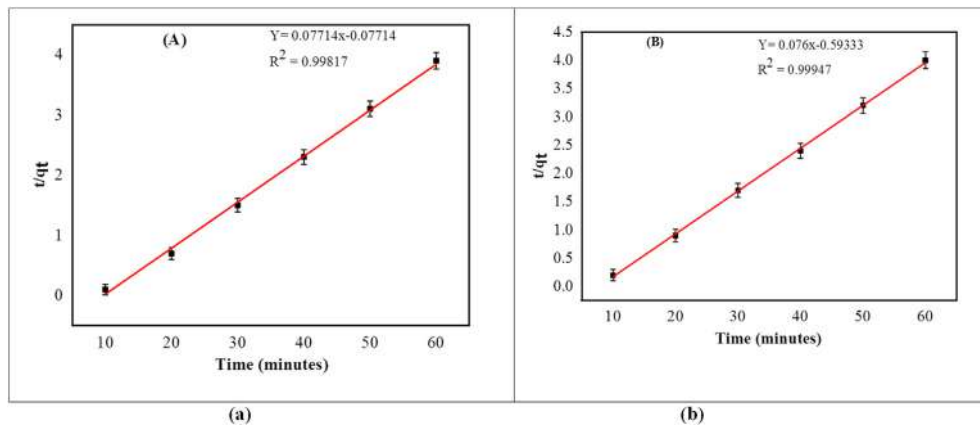 (A)
Y= 0.07714x-0.07714
R2 = 0.99817
t/qt
4
3
2
1
0
10 20 30 40 50 60
Time (minutes)
(a)
(B)
Y= 0.076x-0.59333
R2 = 0.99947
t/qt
4.5
4.0
3.5
3.0
2.5
2.0
1.5
1.0
0.5
0.0
10 20 30 40 50 60
Time (minutes)
(b)